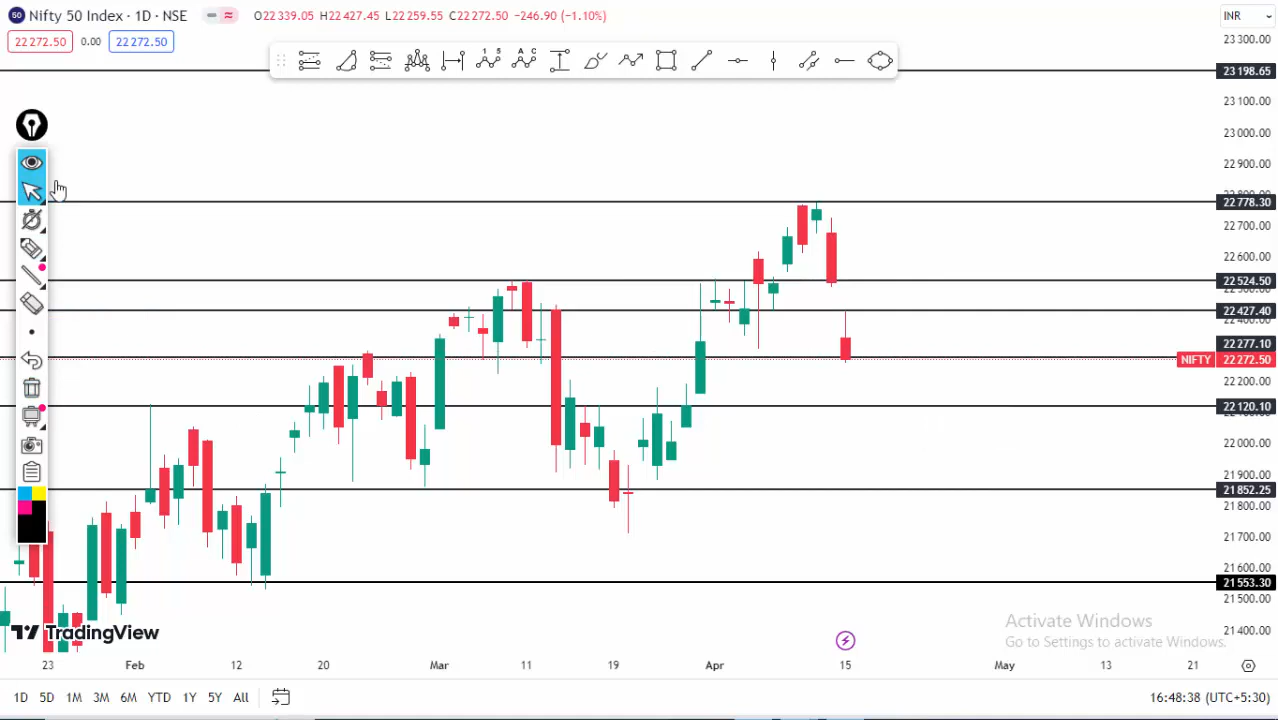 50 Nifty 50 Index · 1D · NSE O22339.05 H22427.45 L22259.55 C22272.50 -246.90 (-1.10%)
INR
22272.50 0.00 22272.50
1 5 A C
23300.00
23198.65
23100.00
23000.00
22900.00
22778.30
22700.00
22600.00
22524.50
22427.40
22277.10
NIFTY 22272.50
22200.00
22120.10
22000.00
21900.00
21852.25
21800.00
21700.00
21600.00
21553.30
21500.00
21400.00
TradingView
Activate Windows
Go to Settings to activate Windows.
23 Feb 12 20 Mar 11 19 Apr 15 May 13 21
1D 5D 1M 3M 6M YTD 1Y 5Y All
16:48:38 (UTC+5:30)